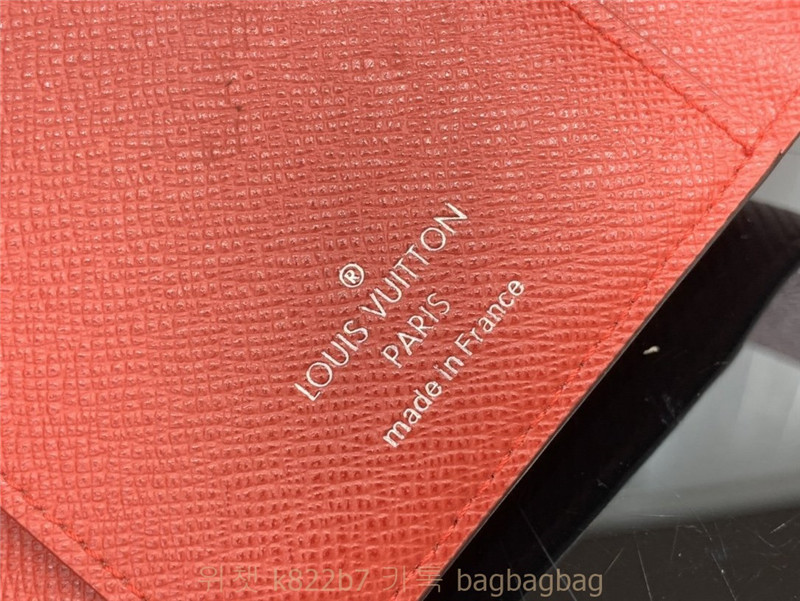 ®
LOUIS VUITTON
PARIS
made in France
위챗 k822b7 카톡 bagbagbag